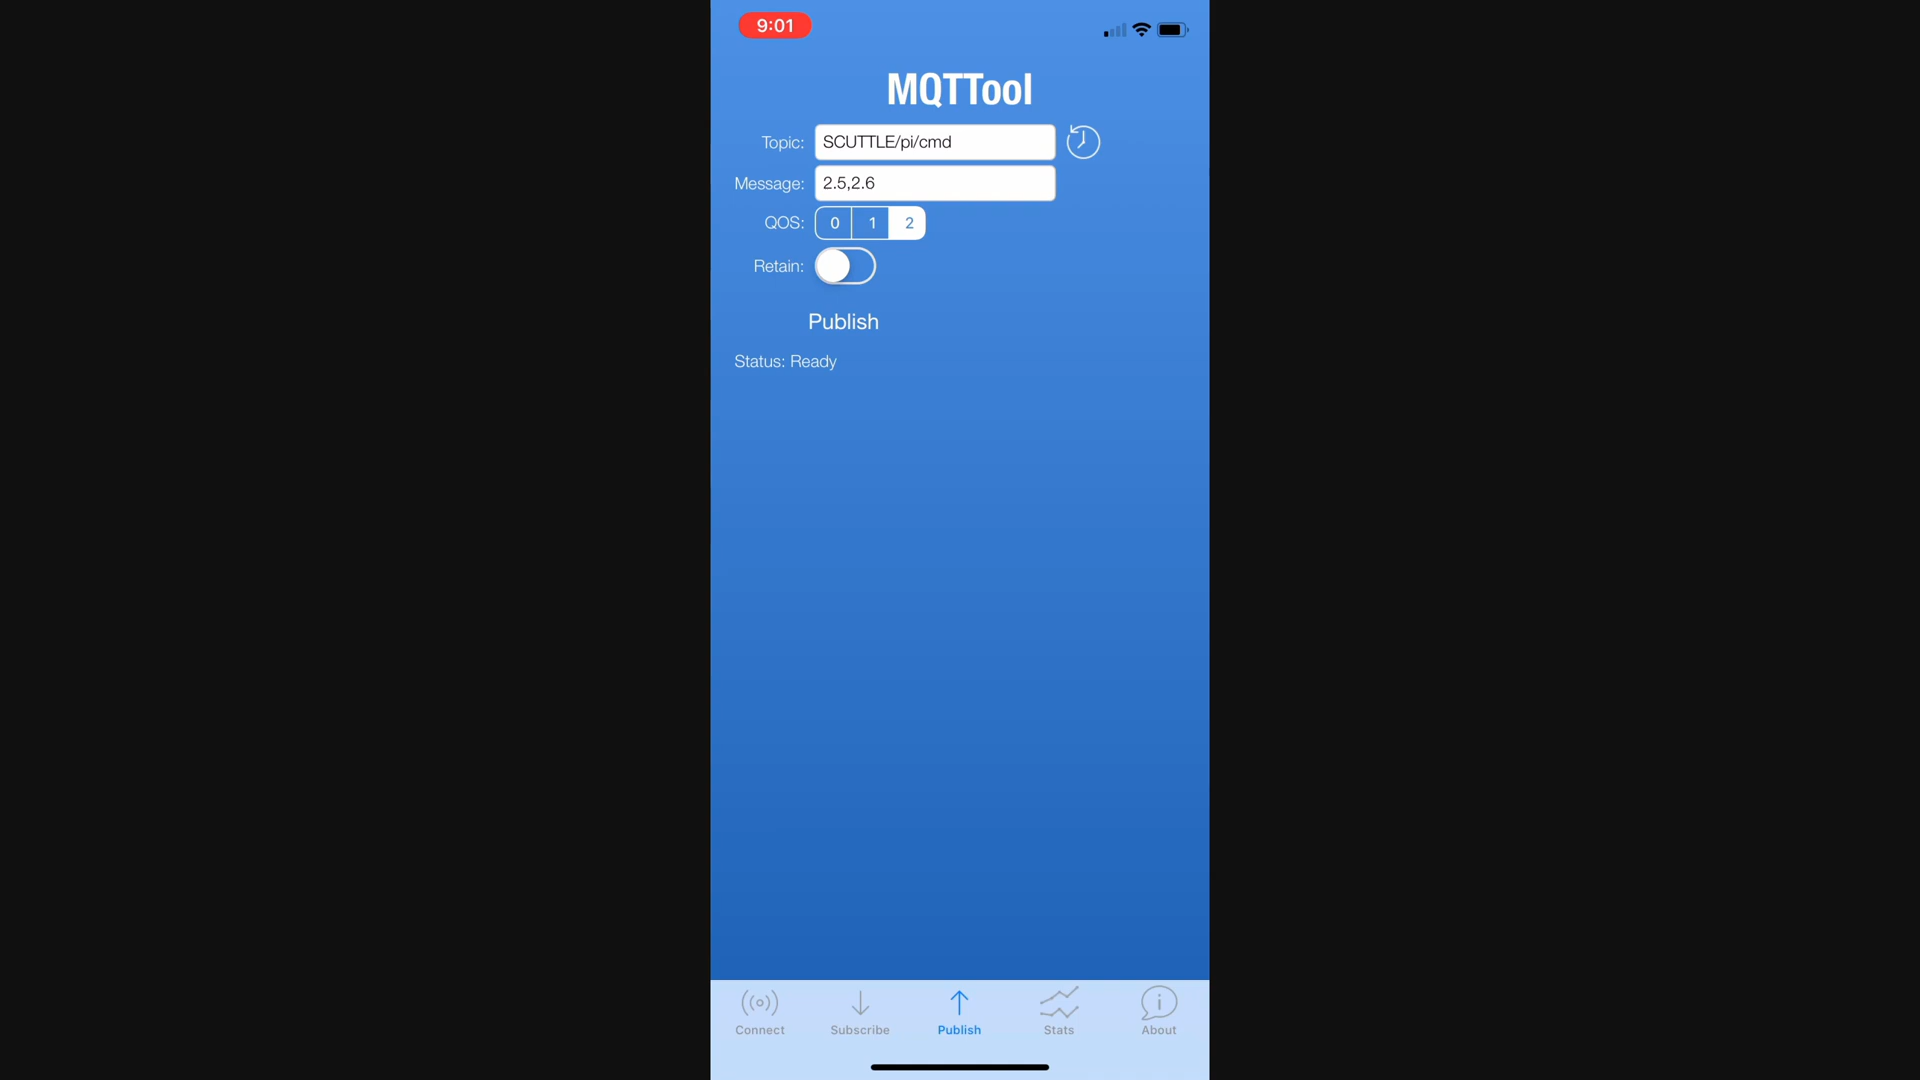 9:01
MQTTool
Topic: SCUTTLE/pi/cmd
Message: 2.5,2.6
QOS: 0 1 2
Retain:
Publish
Status: Ready
Connect Subscribe Publish Stats About